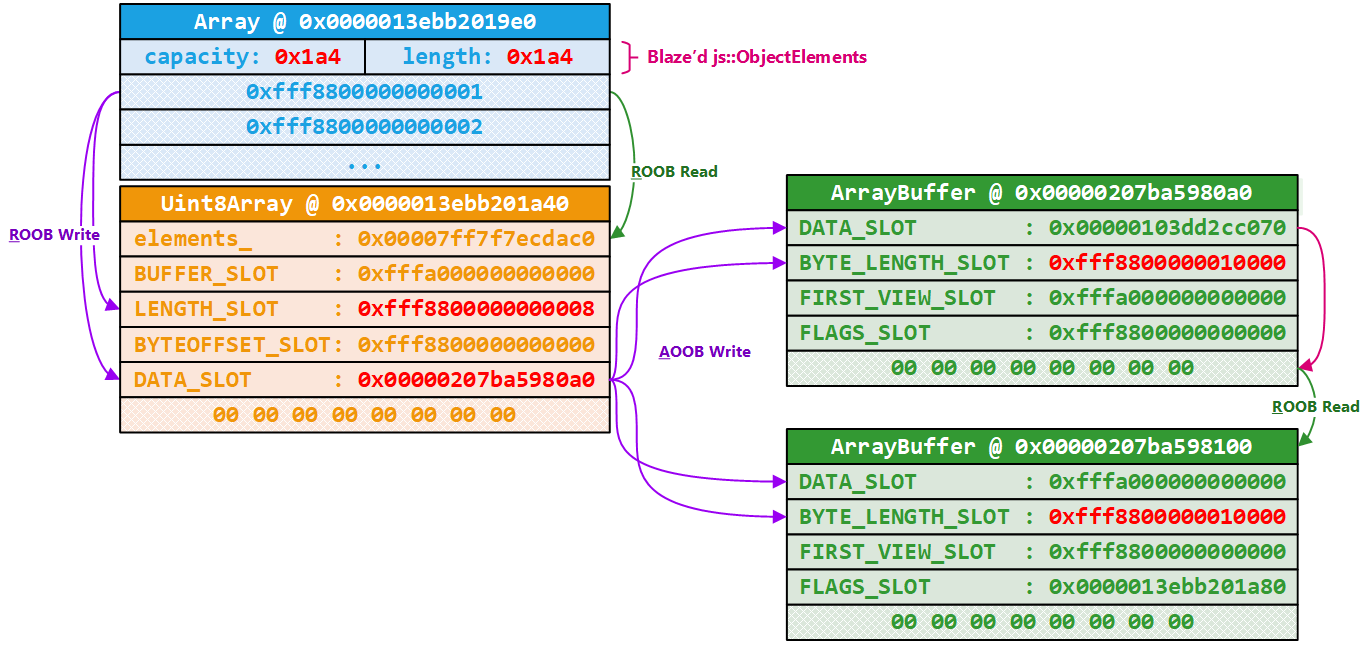 Array @ 0x0000013ebb2019e0
capacity: 0x1a4 length: 0x1a4
Blaze’d js::ObjectElements
0xfff8800000000001
0xfff8800000000002
...
ROOB Read
ROOB Write
Uint8Array @ 0x0000013ebb201a40
elements_ : 0x00007ff7f7ecdac0
BUFFER_SLOT : 0xfffa000000000000
LENGTH_SLOT : 0xfff8800000000008
BYTEOFFSET_SLOT: 0xfff8800000000000
DATA_SLOT : 0x00000207ba5980a0
00 00 00 00 00 00 00 00
AOOB Write
ArrayBuffer @ 0x00000207ba5980a0
DATA_SLOT : 0x00000103dd2cc070
BYTE_LENGTH_SLOT : 0xfff8800000010000
FIRST_VIEW_SLOT : 0xfffa000000000000
FLAGS_SLOT : 0xfff8800000000000
00 00 00 00 00 00 00 00
ROOB Read
ArrayBuffer @ 0x00000207ba598100
DATA_SLOT : 0xfffa000000000000
BYTE_LENGTH_SLOT : 0xfff8800000010000
FIRST_VIEW_SLOT : 0xfff8800000000000
FLAGS_SLOT : 0x0000013ebb201a80
00 00 00 00 00 00 00 00